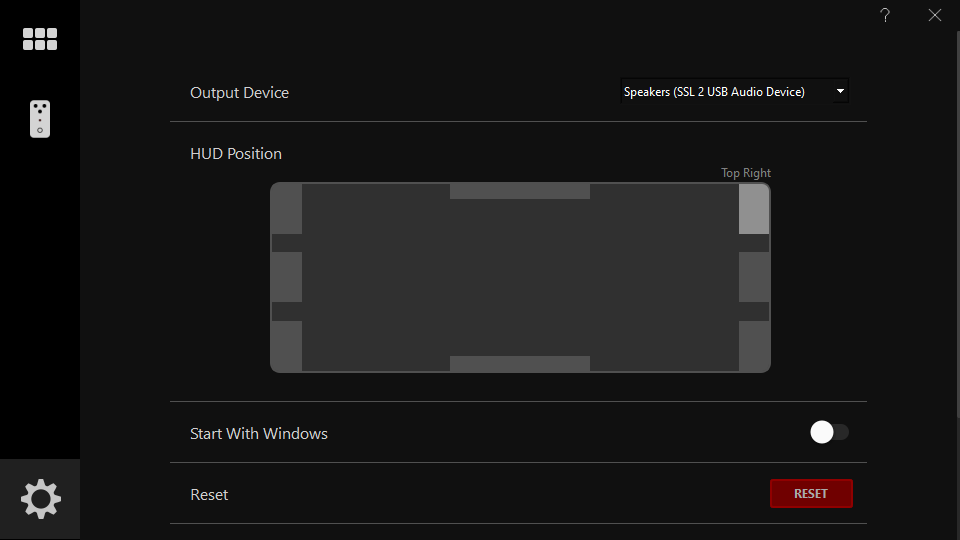 ?
Output Device
Speakers (SSL 2 USB Audio Device)
HUD Position
Top Right
Start With Windows
Reset
RESET